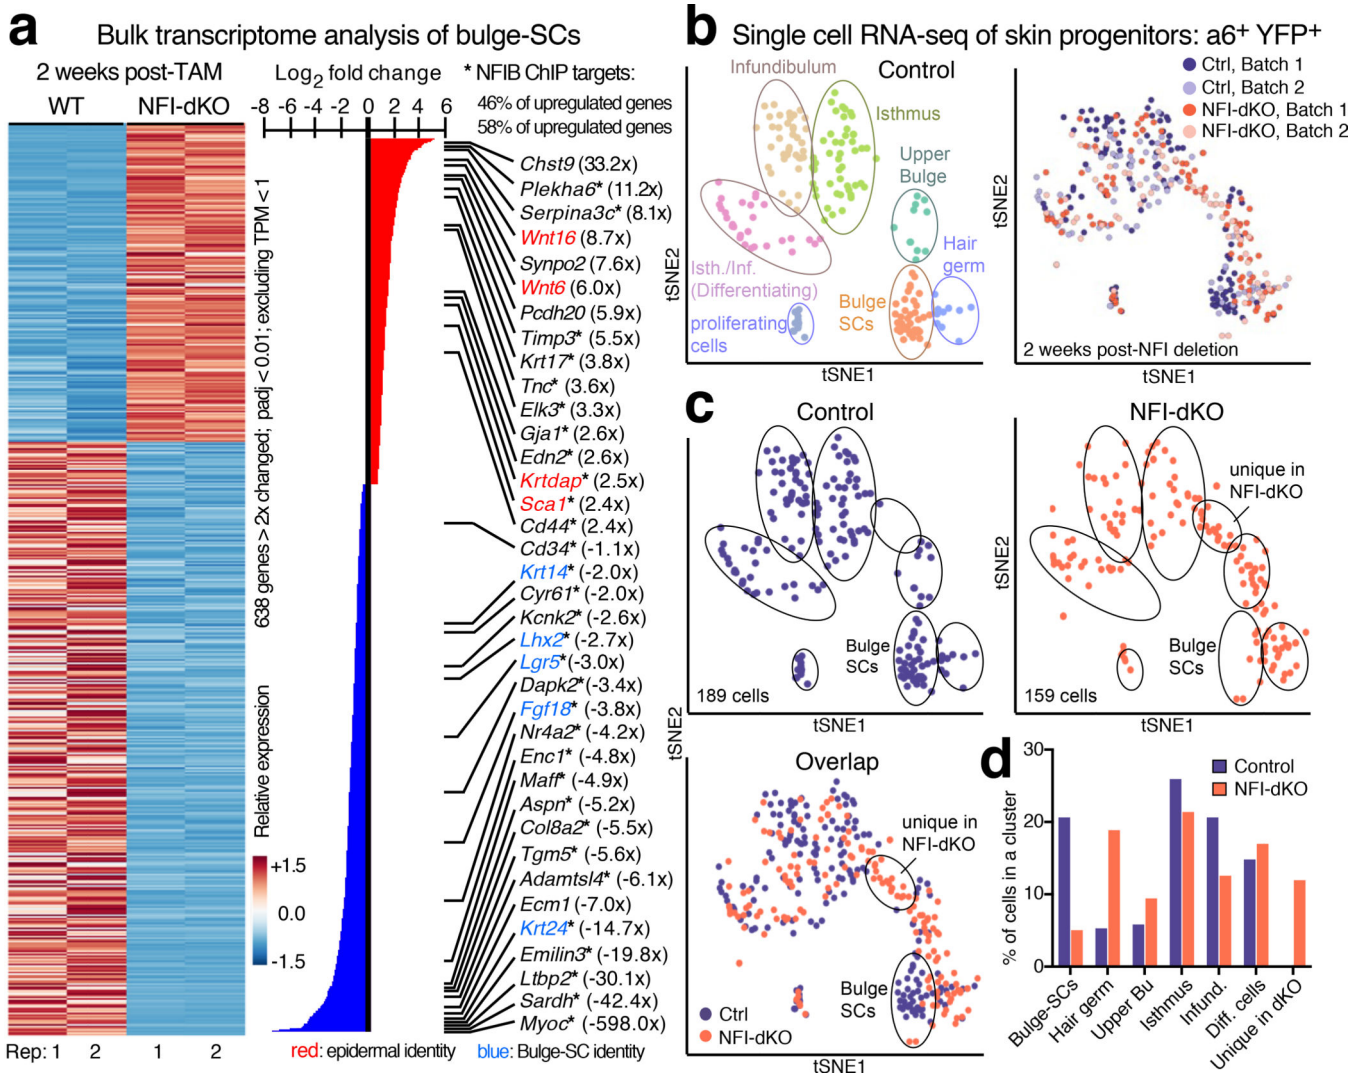 a
Bulk transcriptome analysis of bulge-SCs
2 weeks post-TAM
WT
NFI-dKO
Log2 fold change
-8 -6 -4 -2 0 2 4 6
* NFIB ChIP targets:
46% of upregulated genes
58% of upregulated genes
Chst9 (33.2x)
Plekha6* (11.2x)
Serpina3c* (8.1x)
Wnt16 (8.7x)
Synpo2 (7.6x)
Wnt6 (6.0x)
Pcdh20 (5.9x)
Timp3* (5.5x)
Krt17* (3.8x)
Tnc* (3.6x)
Elk3* (3.3x)
Gja1* (2.6x)
Edn2* (2.6x)
Krtdap* (2.5x)
Sca1* (2.4x)
Cd44* (2.4x)
Cd34* (-1.1x)
Krt14* (-2.0x)
Cyr61* (-2.0x)
Kcnk2* (-2.6x)
Lhx2* (-2.7x)
Lgr5*(-3.0x)
Dapk2* (-3.4x)
Fgf18* (-3.8x)
Nr4a2* (-4.2x)
Enc1* (-4.8x)
Maff* (-4.9x)
Aspn* (-5.2x)
Col8a2* (-5.5x)
Tgm5* (-5.6x)
Adamtsl4* (-6.1x)
Ecm1 (-7.0x)
Krt24* (-14.7x)
Emilin3* (-19.8x)
Ltbp2* (-30.1x)
Sardh* (-42.4x)
Myoc* (-598.0x)
638 genes > 2x changed; padj < 0.01; excluding TPM < 1
Relative expression
+1.5
0.0
-1.5
Rep: 1 2 1 2
red: epidermal identity
blue: Bulge-SC identity
b
Single cell RNA-seq of skin progenitors: a6+ YFP+
Infundibulum
Control
Isthmus
Upper
Bulge
Hair
germ
Isth./Inf.
(Differentiating)
Bulge
SCs
proliferating
cells
tSNE2
tSNE1
Ctrl, Batch 1
Ctrl, Batch 2
NFI-dKO, Batch 1
NFI-dKO, Batch 2
2 weeks post-NFI deletion
tSNE2
tSNE1
c
Control
Bulge
SCs
189 cells
tSNE1
NFI-dKO
unique in
NFI-dKO
Bulge
SCs
159 cells
tSNE2
tSNE1
tSNE2
Overlap
unique in
NFI-dKO
Bulge
SCs
Ctrl
NFI-dKO
tSNE1
d
Control
NFI-dKO
% of cells in a cluster
30
20
10
0
Bulge-SCs
Hair germ
Upper Bu
Isthmus
Infund.
Diff. cells
Unique in dKO